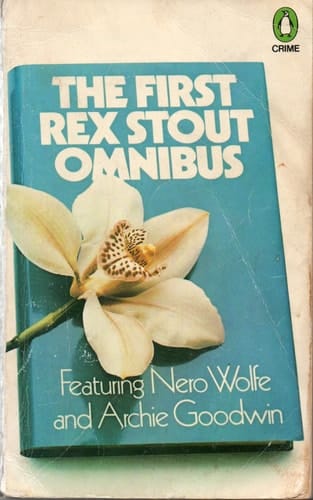 CRIME
THE FIRST
REX STOUT
OMNIBUS
Featuring Nero Wolfe
and Archie Goodwin